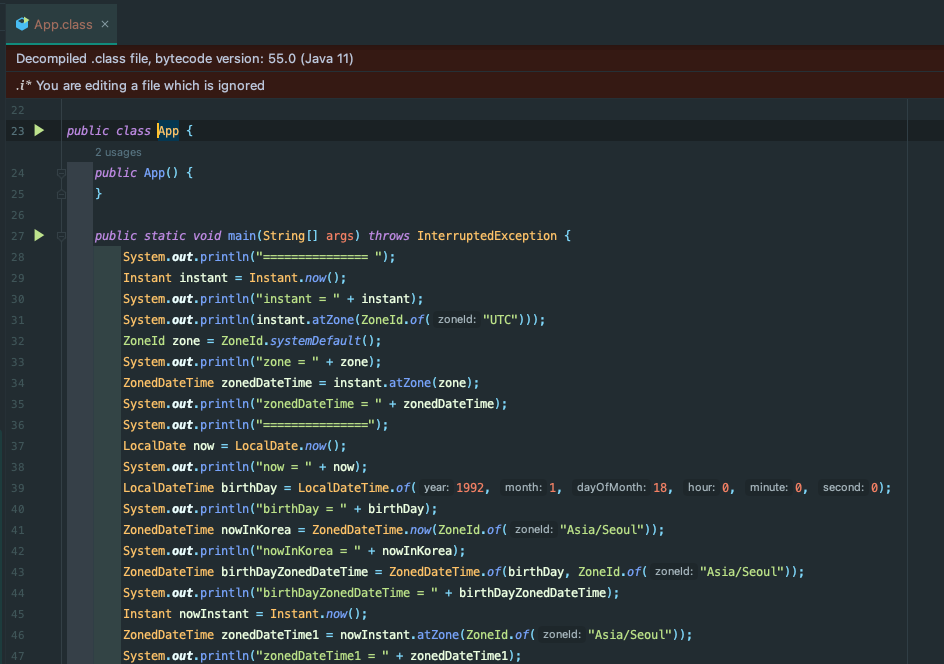 App.class ×
Decompiled .class file, bytecode version: 55.0 (Java 11)
.i* You are editing a file which is ignored
22
23 public class App {
2 usages
24 public App() {
25 }
26
27 public static void main(String[] args) throws InterruptedException {
28 System.out.println("=============== ");
29 Instant instant = Instant.now();
30 System.out.println("instant = " + instant);
31 System.out.println(instant.atZone(ZoneId.of( zoneId: "UTC")));
32 ZoneId zone = ZoneId.systemDefault();
33 System.out.println("zone = " + zone);
34 ZonedDateTime zonedDateTime = instant.atZone(zone);
35 System.out.println("zonedDateTime = " + zonedDateTime);
36 System.out.println("===============");
37 LocalDate now = LocalDate.now();
38 System.out.println("now = " + now);
39 LocalDateTime birthDay = LocalDateTime.of( year: 1992, month: 1, dayOfMonth: 18, hour: 0, minute: 0, second: 0);
40 System.out.println("birthDay = " + birthDay);
41 ZonedDateTime nowInKorea = ZonedDateTime.now(ZoneId.of( zoneId: "Asia/Seoul"));
42 System.out.println("nowInKorea = " + nowInKorea);
43 ZonedDateTime birthDayZonedDateTime = ZonedDateTime.of(birthDay, ZoneId.of( zoneId: "Asia/Seoul"));
44 System.out.println("birthDayZonedDateTime = " + birthDayZonedDateTime);
45 Instant nowInstant = Instant.now();
46 ZonedDateTime zonedDateTime1 = nowInstant.atZone(ZoneId.of( zoneId: "Asia/Seoul"));
47 System.out.println("zonedDateTime1 = " + zonedDateTime1);